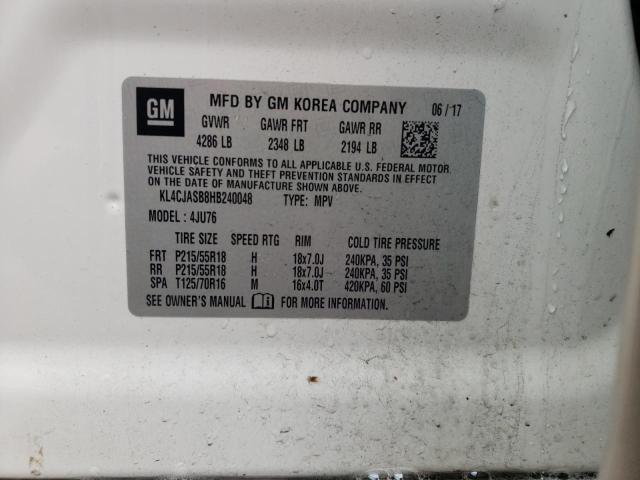 GM MFD BY GM KOREA COMPANY 06/17
GVWR GAWR FRT GAWR RR
4286 LB 2348 LB 2194 LB
THIS VEHICLE CONFORMS TO ALL APPLICABLE U.S. FEDERAL MOTOR
VEHICLE SAFETY AND THEFT PREVENTION STANDARDS IN EFFECT
ON THE DATE OF MANUFACTURE SHOWN ABOVE.
KL4CJASB8HB240048 TYPE: MPV
MODEL: 4JU76
TIRE SIZE SPEED RTG RIM COLD TIRE PRESSURE
FRT P215/55R18 H 18x7.0J 240KPA, 35 PSI
RR P215/55R18 H 18x7.0J 240KPA, 35 PSI
SPA T125/70R16 M 16x4.0T 420KPA, 60 PSI
SEE OWNER'S MANUAL FOR MORE INFORMATION.